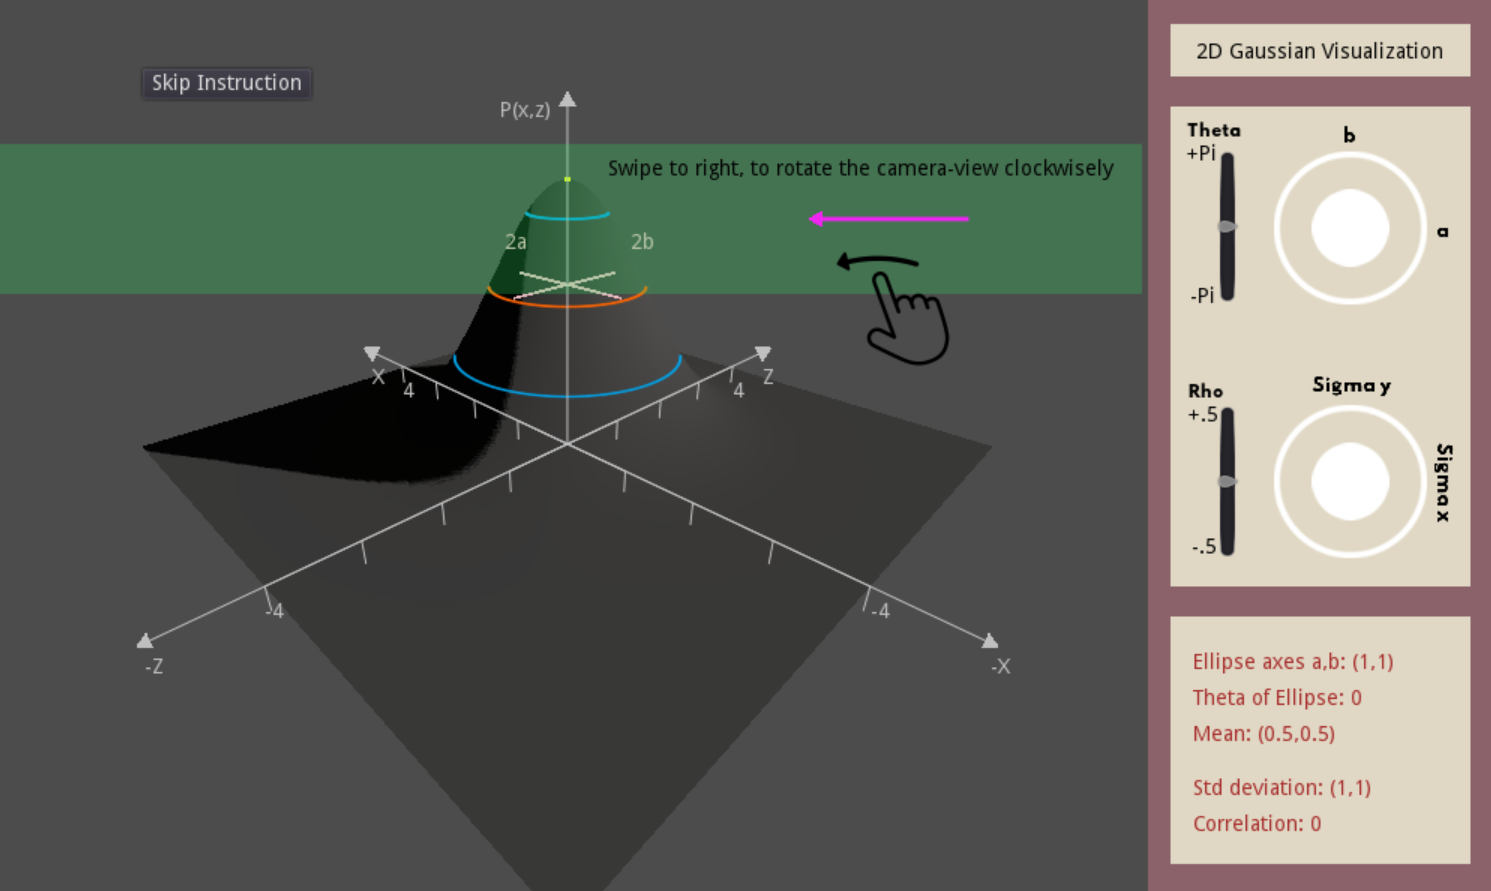 2D Gaussian Visualization
Skip Instruction
P(x,z)
Swipe to right, to rotate the camera-view clockwisely
2a
2b
X
4
4
Z
-4
-4
-Z
-X
Theta
+Pi
-Pi
b
a
Rho
+.5
-.5
Sigma y
Sigma x
Ellipse axes a,b: (1,1)
Theta of Ellipse: 0
Mean: (0.5,0.5)
Std deviation: (1,1)
Correlation: 0